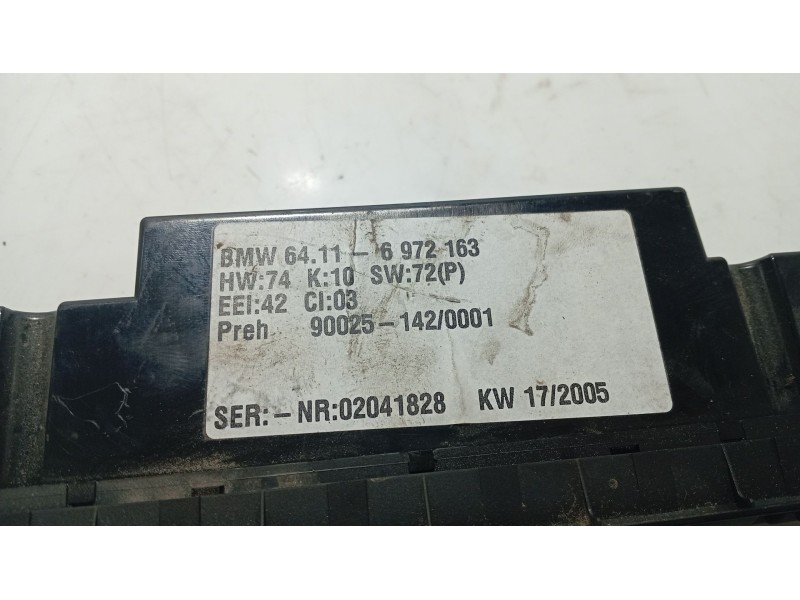 BMW 64.11 - 6 972 163
HW:74 K:10 SW:72(P)
EEI:42 CI:03
Preh 90025-142/0001
SER:-NR:02041828 KW 17/2005